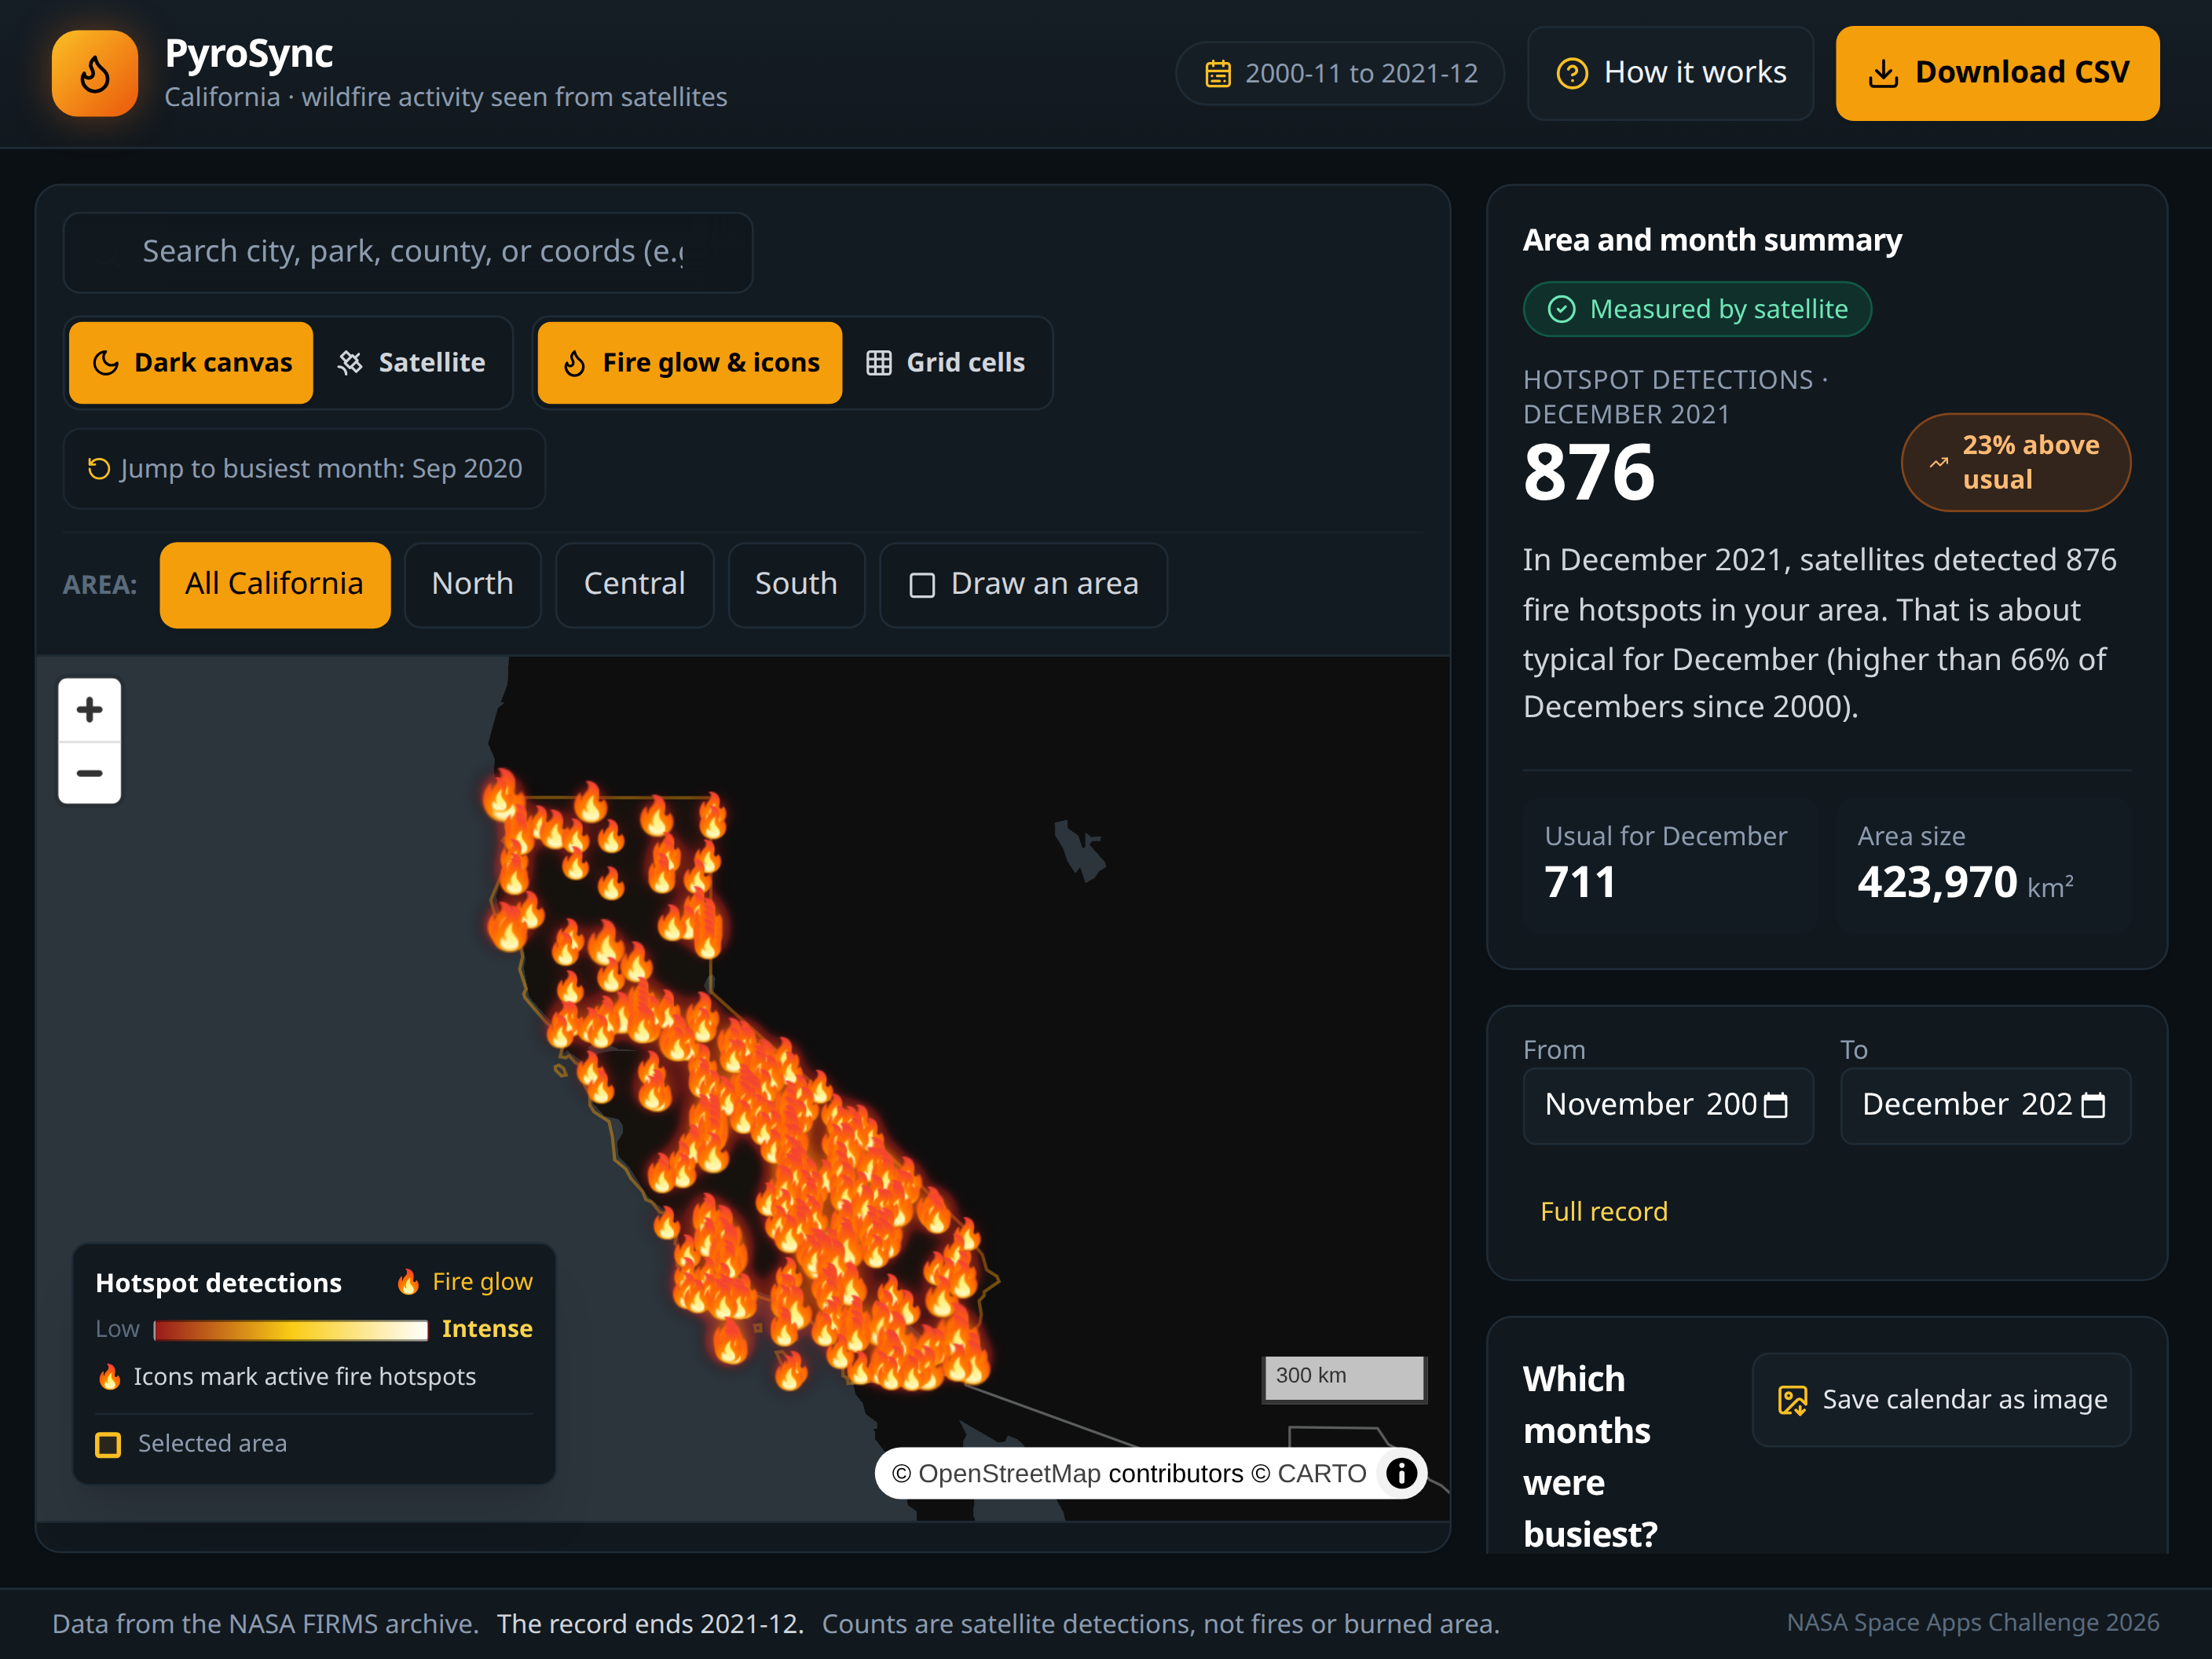 PyroSync
California · wildfire activity seen from satellites
2000-11 to 2021-12
How it works
Download CSV
Search city, park, county, or coords (e.
Dark canvas
Satellite
Fire glow & icons
Grid cells
Jump to busiest month: Sep 2020
AREA:
All California
North
Central
South
Draw an area
Hotspot detections
Fire glow
Low
Intense
Icons mark active fire hotspots
Selected area
300 km
© OpenStreetMap contributors © CARTO
Area and month summary
Measured by satellite
HOTSPOT DETECTIONS ·
DECEMBER 2021
876
23% above
usual
In December 2021, satellites detected 876
fire hotspots in your area. That is about
typical for December (higher than 66% of
Decembers since 2000).
Usual for December
711
Area size
423,970 km²
From
November 200
To
December 202
Full record
Which
months
were
busiest?
Save calendar as image
Data from the NASA FIRMS archive. The record ends 2021-12. Counts are satellite detections, not fires or burned area.
NASA Space Apps Challenge 2026